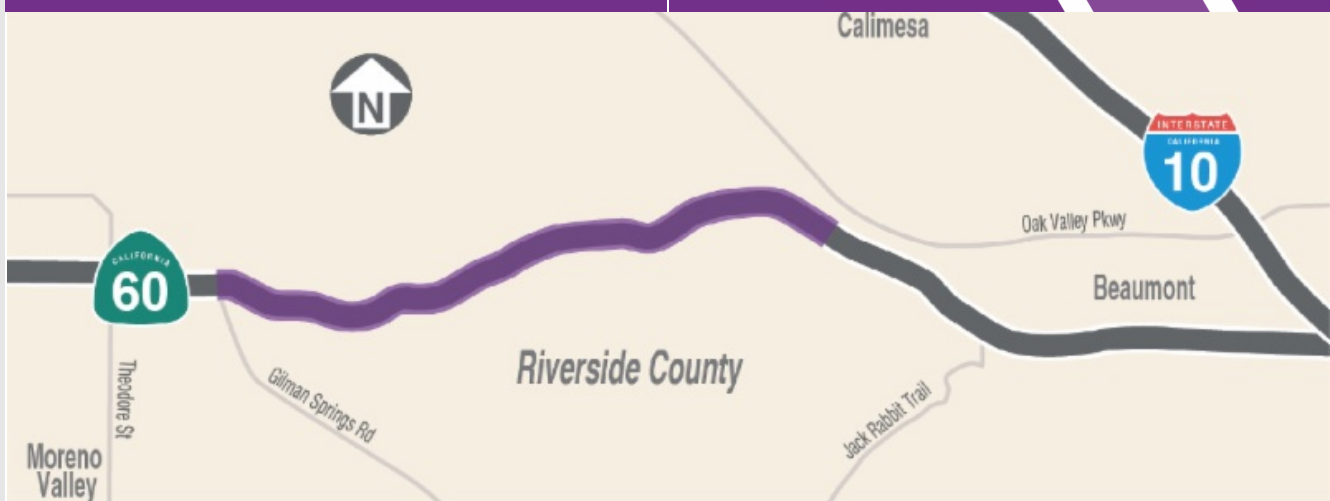 Calimesa
N
INTERSTATE
CALIFORNIA
10
Oak Valley Pkwy
CALIFORNIA
60
Beaumont
Riverside County
Theodore St
Gilman Springs Rd
Jack Rabbit Trail
Moreno
Valley